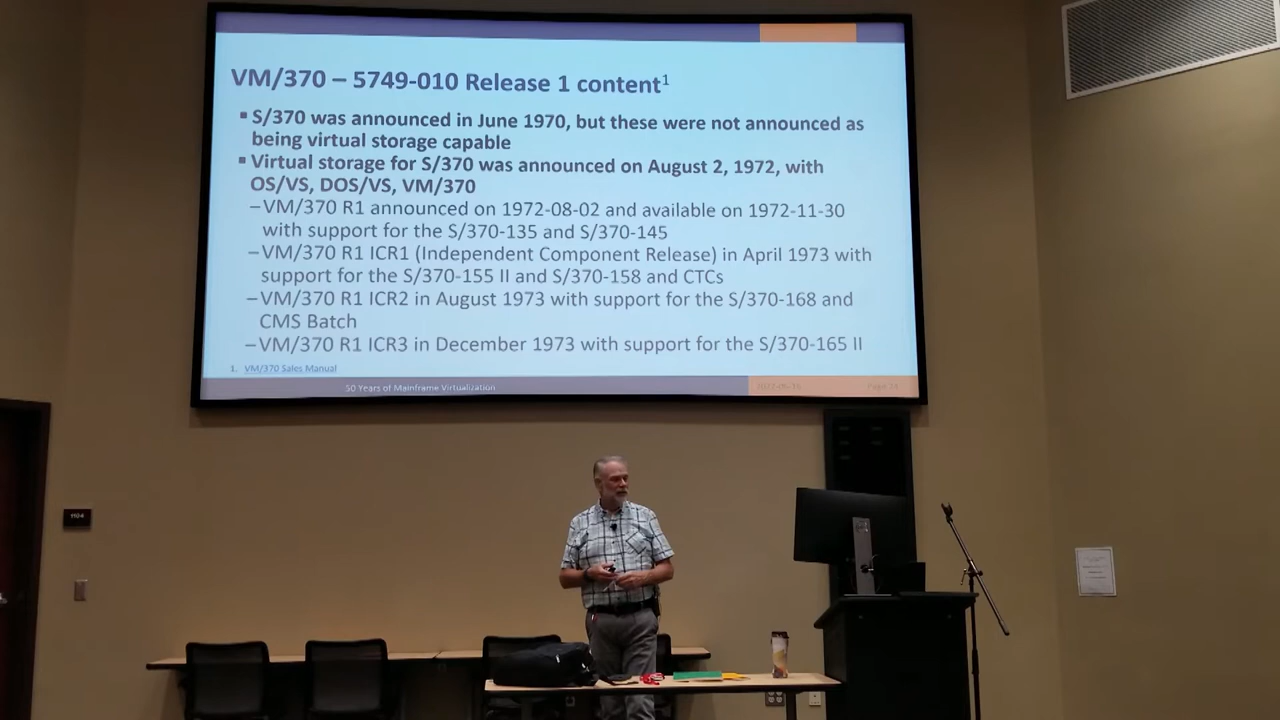 VM/370 – 5749-010 Release 1 content¹
▪ S/370 was announced in June 1970, but these were not announced as
being virtual storage capable
▪ Virtual storage for S/370 was announced on August 2, 1972, with
OS/VS, DOS/VS, VM/370
–VM/370 R1 announced on 1972-08-02 and available on 1972-11-30
with support for the S/370-135 and S/370-145
–VM/370 R1 ICR1 (Independent Component Release) in April 1973 with
support for the S/370-155 II and S/370-158 and CTCs
–VM/370 R1 ICR2 in August 1973 with support for the S/370-168 and
CMS Batch
–VM/370 R1 ICR3 in December 1973 with support for the S/370-165 II
1. VM/370 Sales Manual
50 Years of Mainframe Virtualization
Page
1104